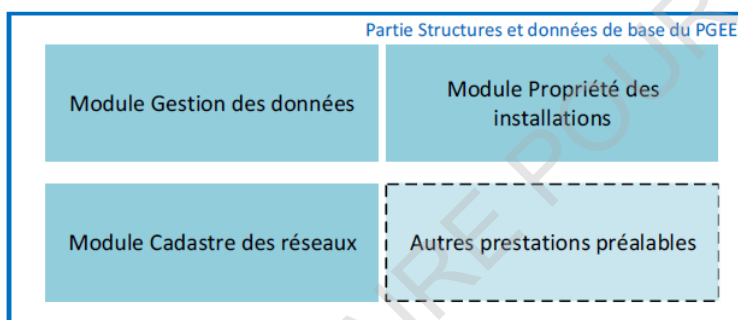 Partie Structures et données de base du PGEE
Module Gestion des données
Module Propriété des
installations
Module Cadastre des réseaux
Autres prestations préalables